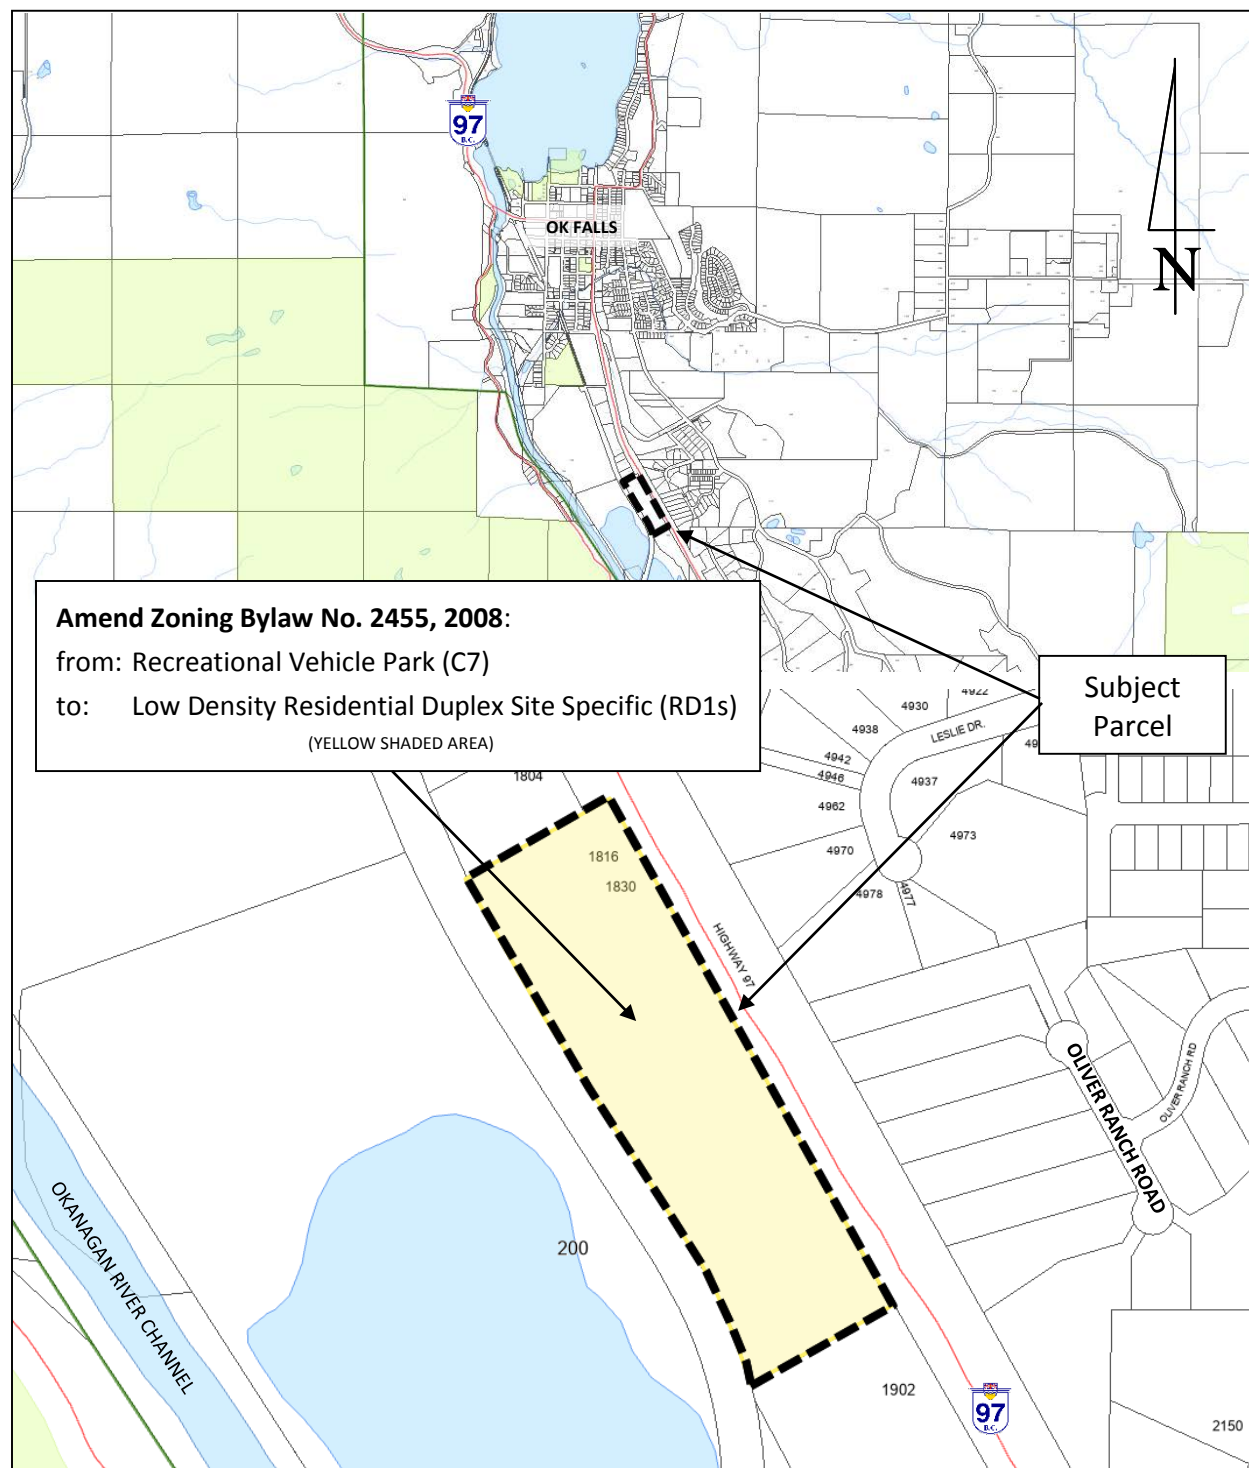 97
B.C.
OK FALLS
N
Amend Zoning Bylaw No. 2455, 2008:
from: Recreational Vehicle Park (C7)
to: Low Density Residential Duplex Site Specific (RD1s)
(YELLOW SHADED AREA)
Subject
Parcel
4922
4930
4938
LESLIE DR.
4942
4946
4937
4962
4973
4970
4978
4977
1804
1816
1830
HIGHWAY 97
OLIVER RANCH ROAD
OLIVER RANCH RD
OKANAGAN RIVER CHANNEL
200
1902
97
B.C.
2150